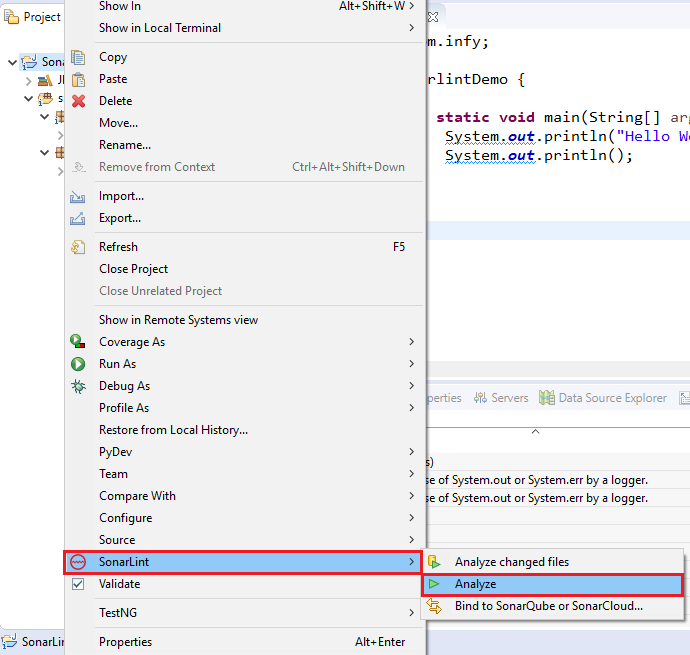 Project
Show In Alt+Shift+W >
Show in Local Terminal >
m.infy;
Sona
Copy
JI
Paste
rlintDemo {
s
Delete
Move...
static void main(String[] arg
Rename...
System.out.println("Hello Wo
Remove from Context Ctrl+Alt+Shift+Down
System.out.println();
Import...
Export...
Refresh F5
Close Project
Close Unrelated Project
Show in Remote Systems view
Coverage As >
Run As >
Debug As >
perties Servers Data Source Explorer
Profile As >
Restore from Local History...
PyDev >
s)
Team >
se of System.out or System.err by a logger.
Compare With >
se of System.out or System.err by a logger.
Configure >
Source >
SonarLint >
Analyze changed files
Validate
Analyze
Bind to SonarQube or SonarCloud...
TestNG >
SonarLin
Properties Alt+Enter